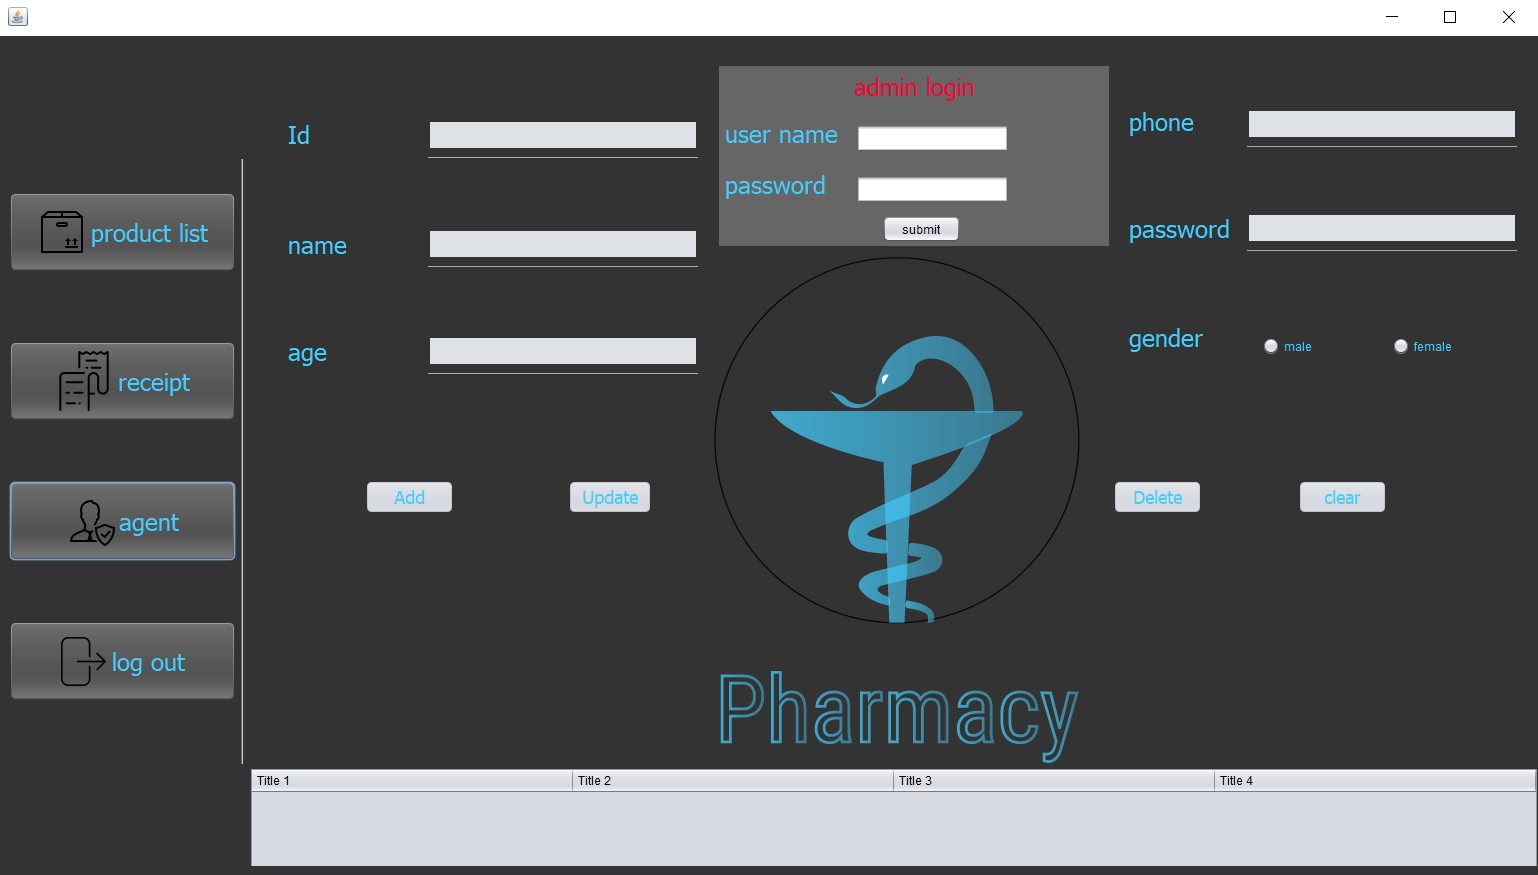 product list
receipt
agent
log out
Id
name
age
admin login
user name
password
submit
phone
password
gender
male
female
Add
Update
Delete
clear
Pharmacy
Title 1
Title 2
Title 3
Title 4